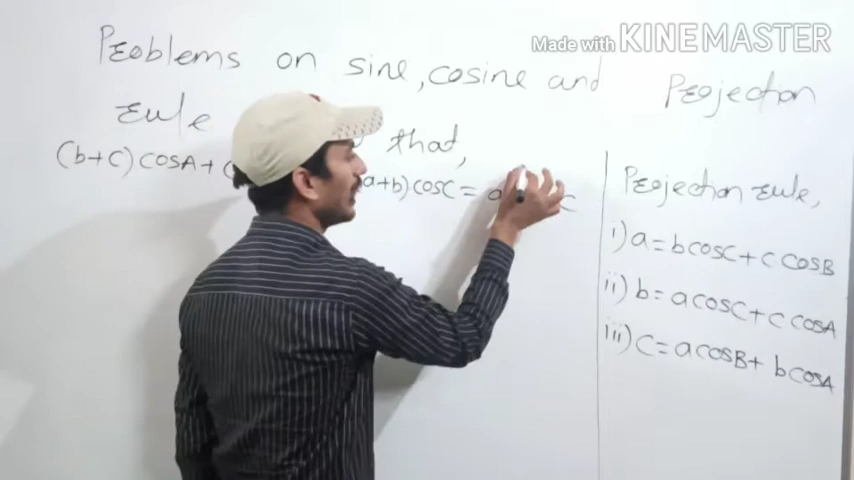 Made with KINEMASTER
Problems on sine, cosine and Projection
rule that,
(b+c) cosA + ( a+b) cosC = a c
Projection rule,
i) a = b cosC + c cosB
ii) b = a cosC + c cosA
iii) c = a cosB + b cosA